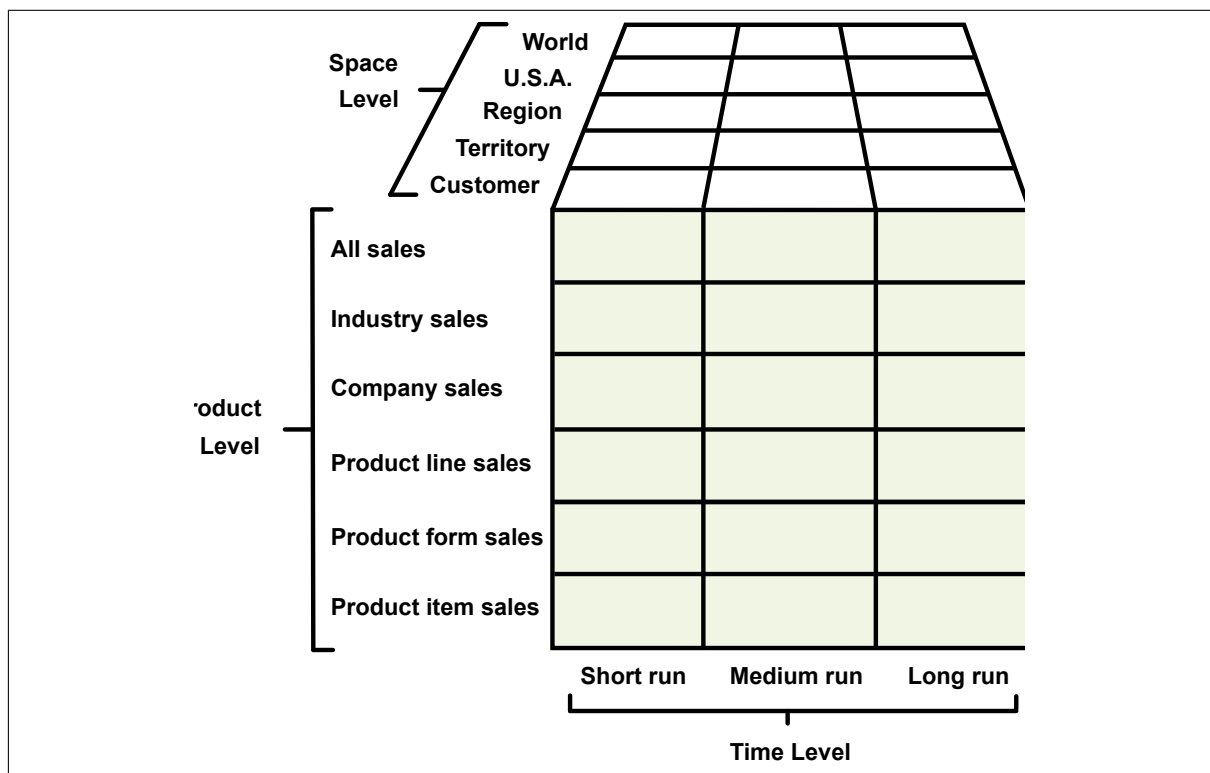 World
Space
Level
U.S.A.
Region
Territory
Customer
All sales
Industry sales
Company sales
roduct
Level
Product line sales
Product form sales
Product item sales
Short run Medium run Long run
Time Level